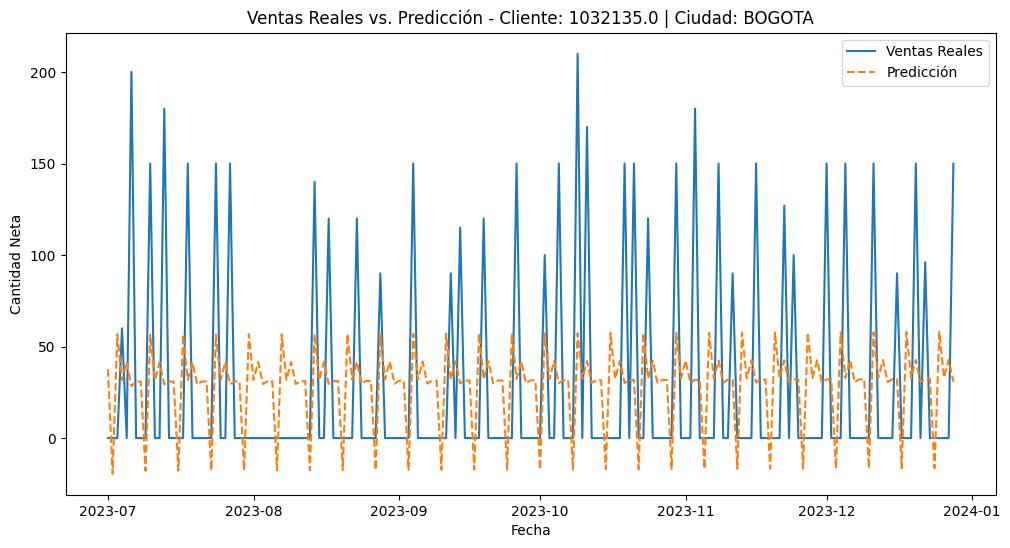 Ventas Reales vs. Predicción - Cliente: 1032135.0 | Ciudad: BOGOTA
Ventas Reales
Predicción
Cantidad Neta
200
150
100
50
0
2023-07 2023-08 2023-09 2023-10 2023-11 2023-12 2024-01
Fecha